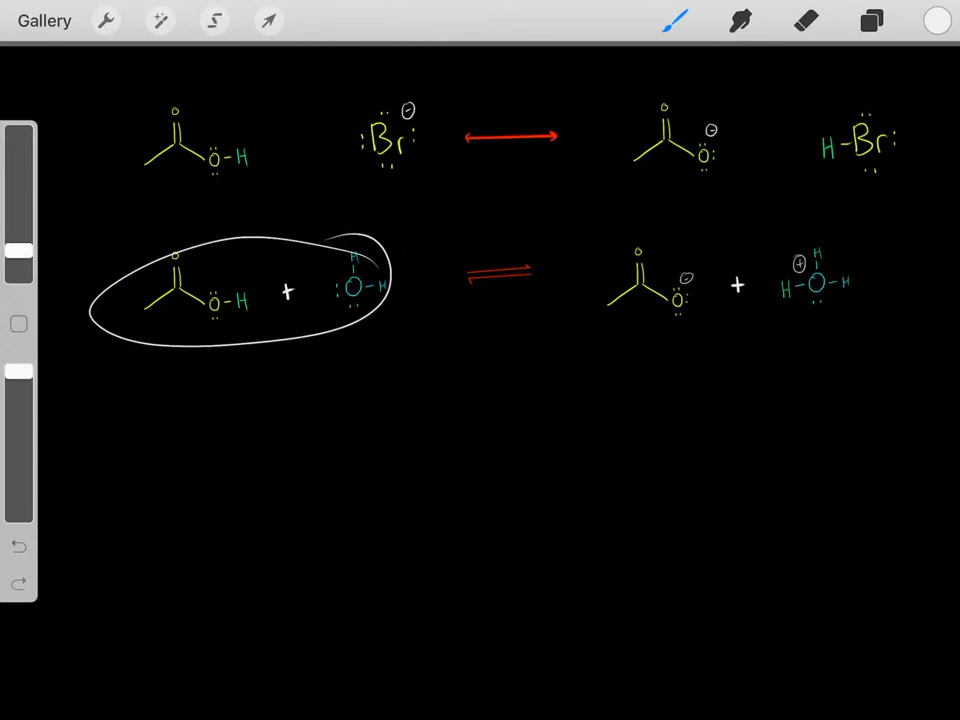 Gallery
O O
:Br: ⊖ ⊖
O-H O: H-Br:
O H O ⊖ ⊕ H
O-H + :O-H O: + H-O-H